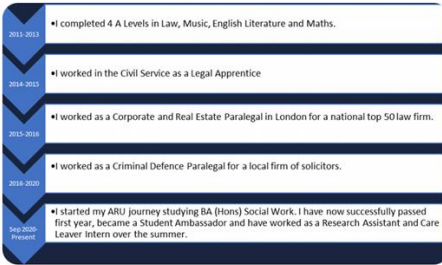 2011-2013
•I completed 4 A Levels in Law, Music, English Literature and Maths.
2014-2015
•I worked in the Civil Service as a Legal Apprentice
2015-2016
•I worked as a Corporate and Real Estate Paralegal in London for a national top 50 law firm.
2016-2020
•I worked as a Criminal Defence Paralegal for a local firm of solicitors.
Sep 2020-
Present
•I started my ARU journey studying BA (Hons) Social Work. I have now successfully passed
first year, became a Student Ambassador and have worked as a Research Assistant and Care
Leaver Intern over the summer.